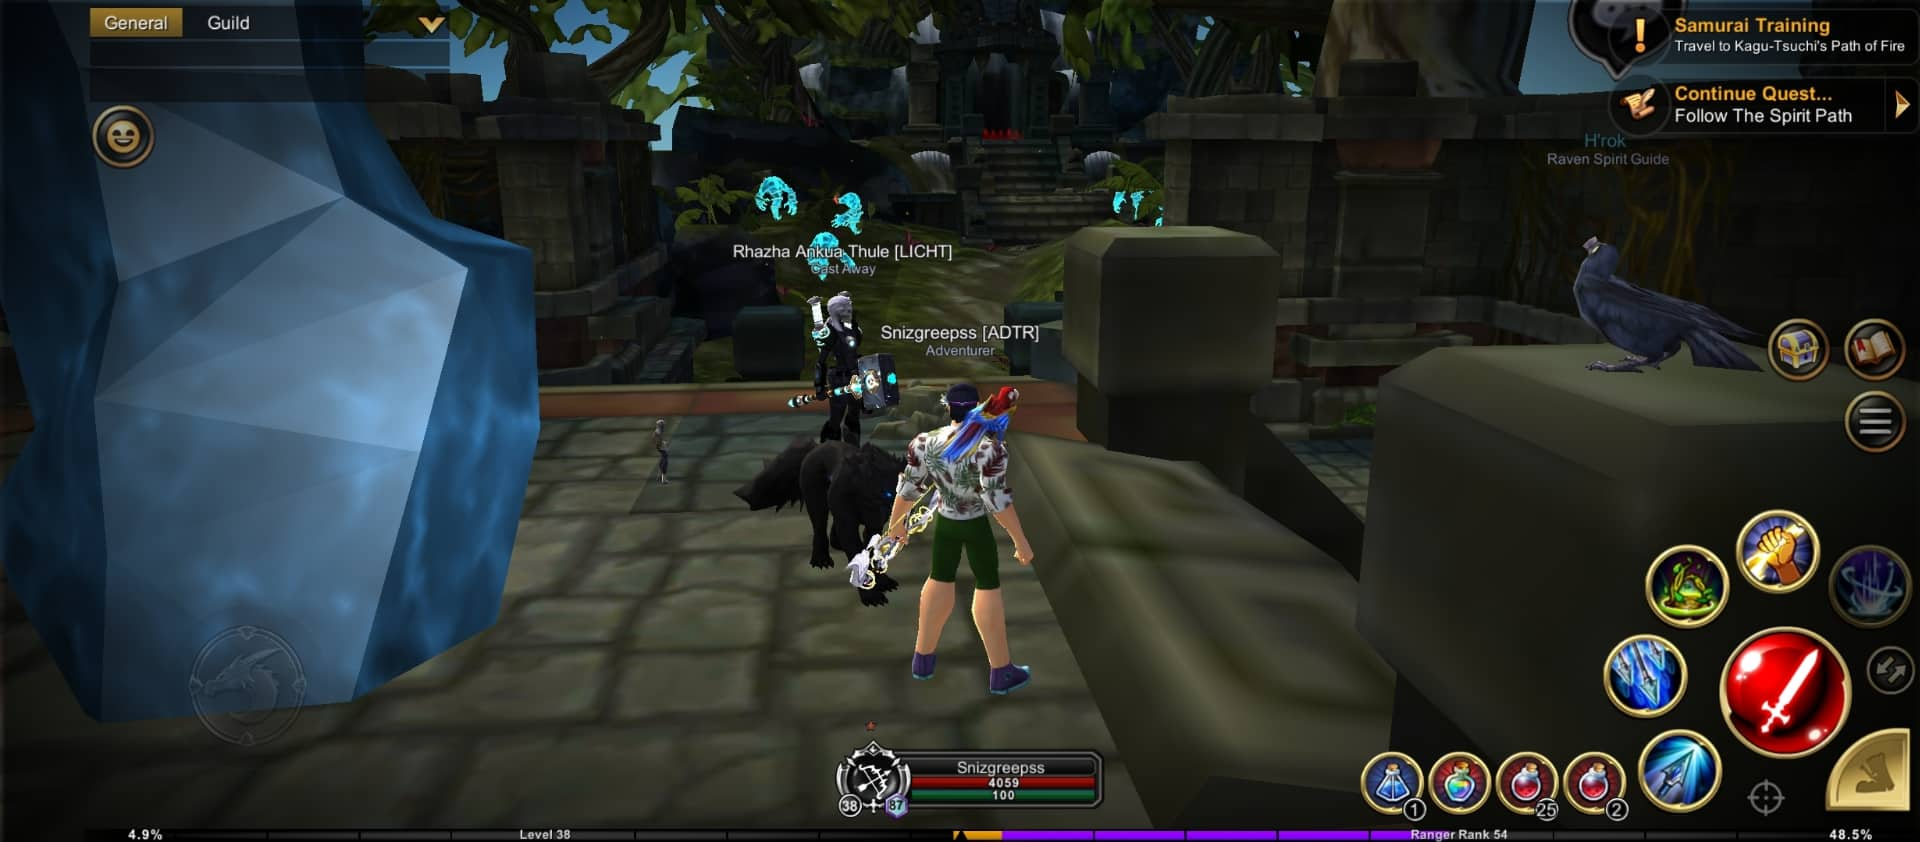 General
Guild
Samurai Training
Travel to Kagu-Tsuchi's Path of Fire
Continue Quest...
Follow The Spirit Path
H'rok
Raven Spirit Guide
Rhazha Ankua Thule [LICHT]
Cast Away
Snizgreepss [ADTR]
Adventurer
Snizgreepss
4059
100
38
87
1
25
2
4.9%
Level 38
Ranger Rank 54
48.5%